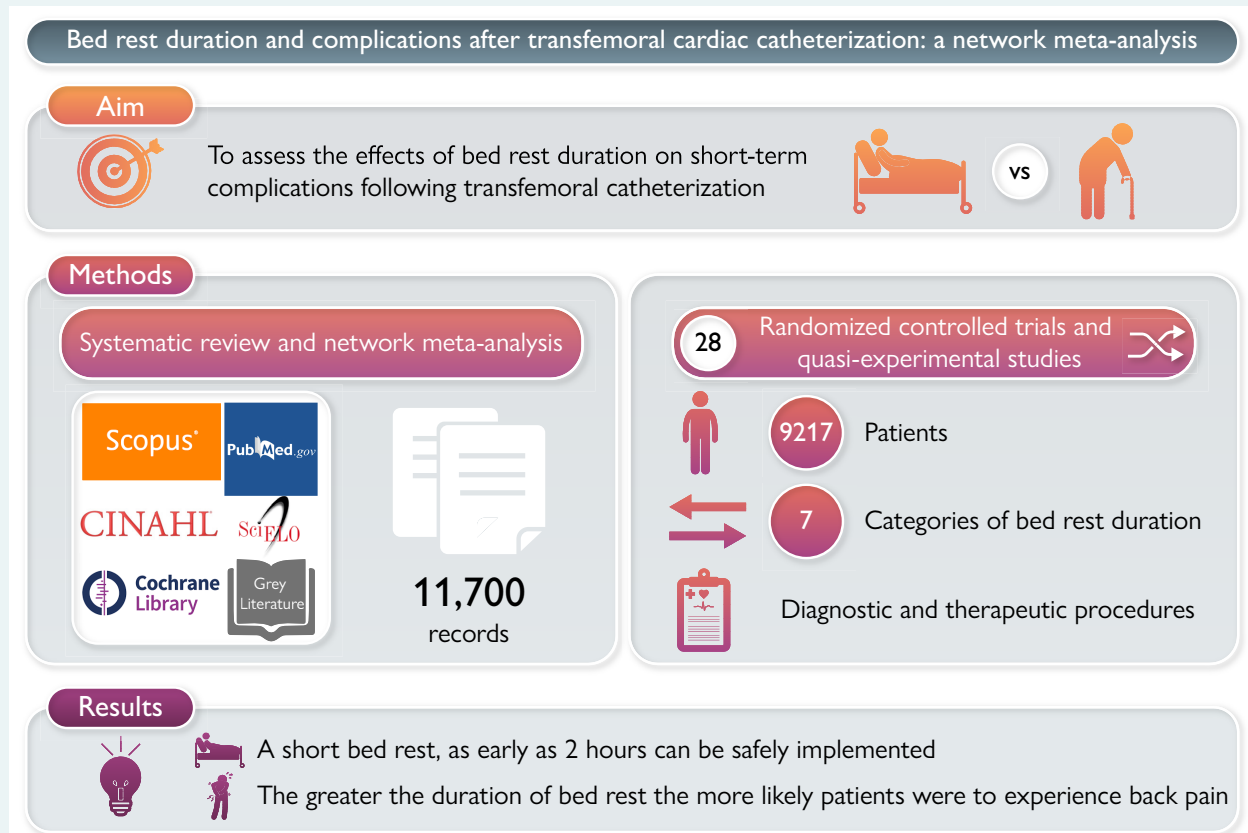 Bed rest duration and complications after transfemoral cardiac catheterization: a network meta-analysis
Aim
To assess the effects of bed rest duration on short-term
complications following transfemoral catheterization
vs
Methods
Systematic review and network meta-analysis
Scopus®
PubMed.gov
CINAHL
SciELO
Cochrane
Library
Grey
Literature
11,700
records
28
Randomized controlled trials and
quasi-experimental studies
9217
Patients
7
Categories of bed rest duration
Diagnostic and therapeutic procedures
Results
A short bed rest, as early as 2 hours can be safely implemented
The greater the duration of bed rest the more likely patients were to experience back pain